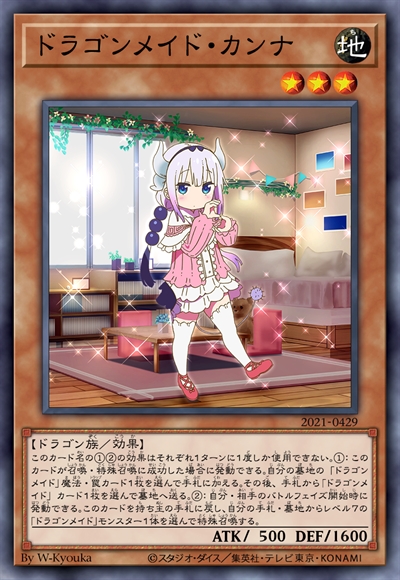 ドラゴンメイド・カンナ
地
2021-0429
【ドラゴン族／効果】
このカード名の①②の効果はそれぞれ1ターンに1度しか使用できない。①：この
カードが召喚・特殊召喚に成功した場合に発動できる。自分の墓地の「ドラゴンメ
イド」魔法・罠カード1枚を選んで手札に加える。その後、手札から「ドラゴンメ
イド」カード1枚を選んで墓地へ送る。②：自分・相手のバトルフェイズ開始時に
発動できる。このカードを持ち主の手札に戻し、自分の手札・墓地からレベル7の
「ドラゴンメイド」モンスター1体を選んで特殊召喚する。
ATK/ 500 DEF/1600
By W-Kyouka
©スタジオ・ダイス／集英社・テレビ東京・KONAMI